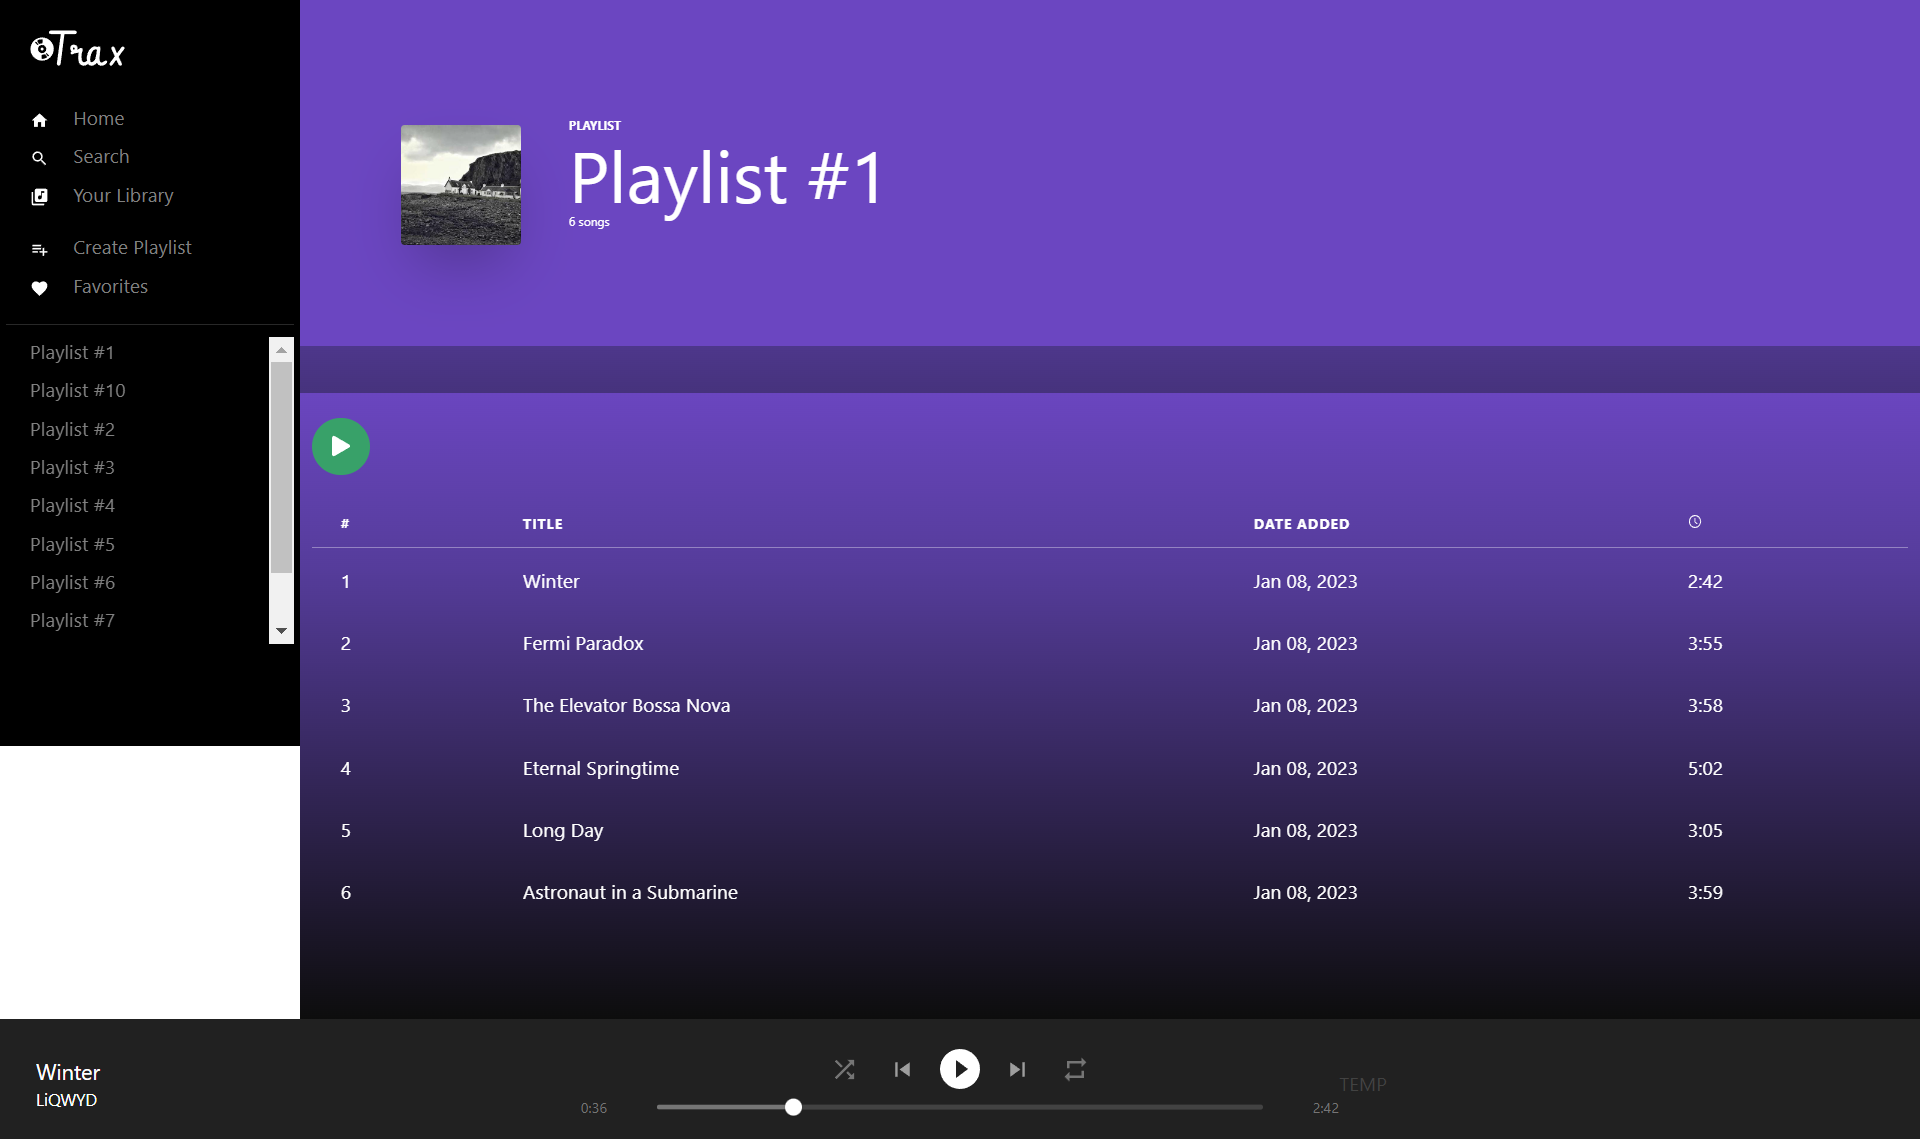 Trax
Home
Search
Your Library
Create Playlist
Favorites
Playlist #1
Playlist #10
Playlist #2
Playlist #3
Playlist #4
Playlist #5
Playlist #6
Playlist #7
PLAYLIST
Playlist #1
6 songs
# TITLE DATE ADDED
1 Winter Jan 08, 2023 2:42
2 Fermi Paradox Jan 08, 2023 3:55
3 The Elevator Bossa Nova Jan 08, 2023 3:58
4 Eternal Springtime Jan 08, 2023 5:02
5 Long Day Jan 08, 2023 3:05
6 Astronaut in a Submarine Jan 08, 2023 3:59
Winter
LiQWYD
0:36
2:42
TEMP